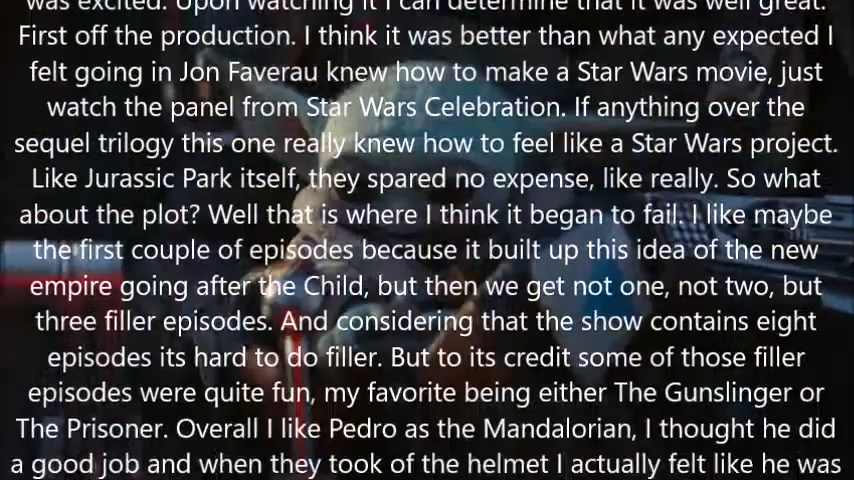 was excited. Upon watching it I can determine that it was well great.
First off the production. I think it was better than what any expected I
felt going in Jon Faverau knew how to make a Star Wars movie, just
watch the panel from Star Wars Celebration. If anything over the
sequel trilogy this one really knew how to feel like a Star Wars project.
Like Jurassic Park itself, they spared no expense, like really. So what
about the plot? Well that is where I think it began to fail. I like maybe
the first couple of episodes because it built up this idea of the new
empire going after the Child, but then we get not one, not two, but
three filler episodes. And considering that the show contains eight
episodes its hard to do filler. But to its credit some of those filler
episodes were quite fun, my favorite being either The Gunslinger or
The Prisoner. Overall I like Pedro as the Mandalorian, I thought he did
a good job and when they took of the helmet I actually felt like he was